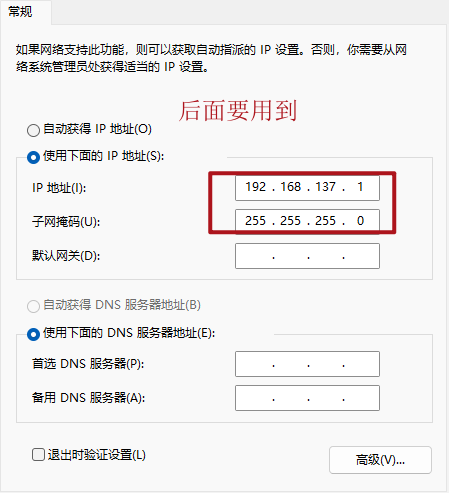 常规
如果网络支持此功能，则可以获取自动指派的 IP 设置。否则，你需要从网
络系统管理员处获得适当的 IP 设置。
后面要用到
自动获得 IP 地址(O)
使用下面的 IP 地址(S):
IP 地址(I): 192 . 168 . 137 . 1
子网掩码(U): 255 . 255 . 255 . 0
默认网关(D): . . .
自动获得 DNS 服务器地址(B)
使用下面的 DNS 服务器地址(E):
首选 DNS 服务器(P): . . .
备用 DNS 服务器(A): . . .
退出时验证设置(L)
高级(V)...